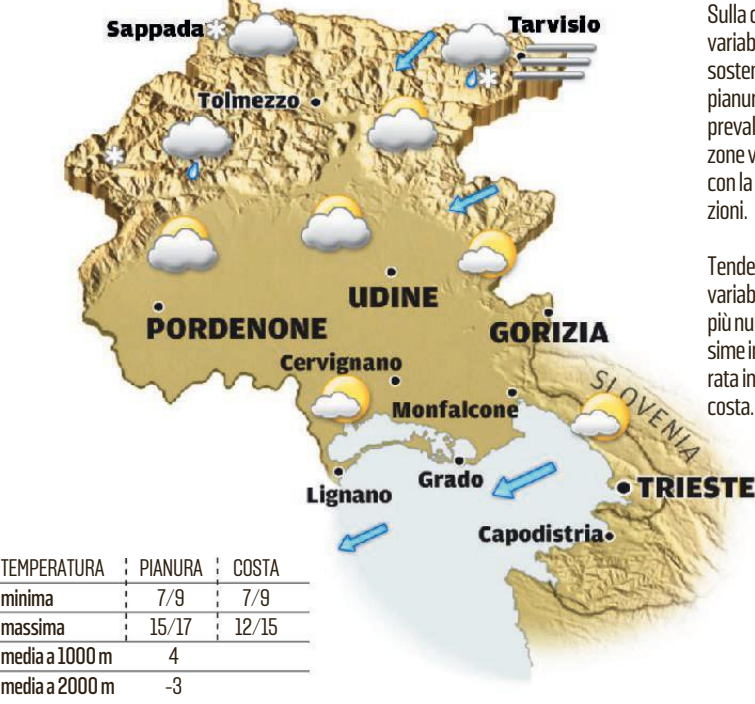 Sappada
Tarvisio
Tolmezzo
UDINE
PORDENONE
GORIZIA
Cervignano
Monfalcone
SLOVENIA
Grado
Lignano
TRIESTE
Capodistria
TEMPERATURA PIANURA COSTA
minima 7/9 7/9
massima 15/17 12/15
media a 1000 m 4
media a 2000 m -3
Sulla
variab
soster
pianur
preval
zone v
con la
zioni.
Tende
variab
più nu
sime i
rata in
costa.